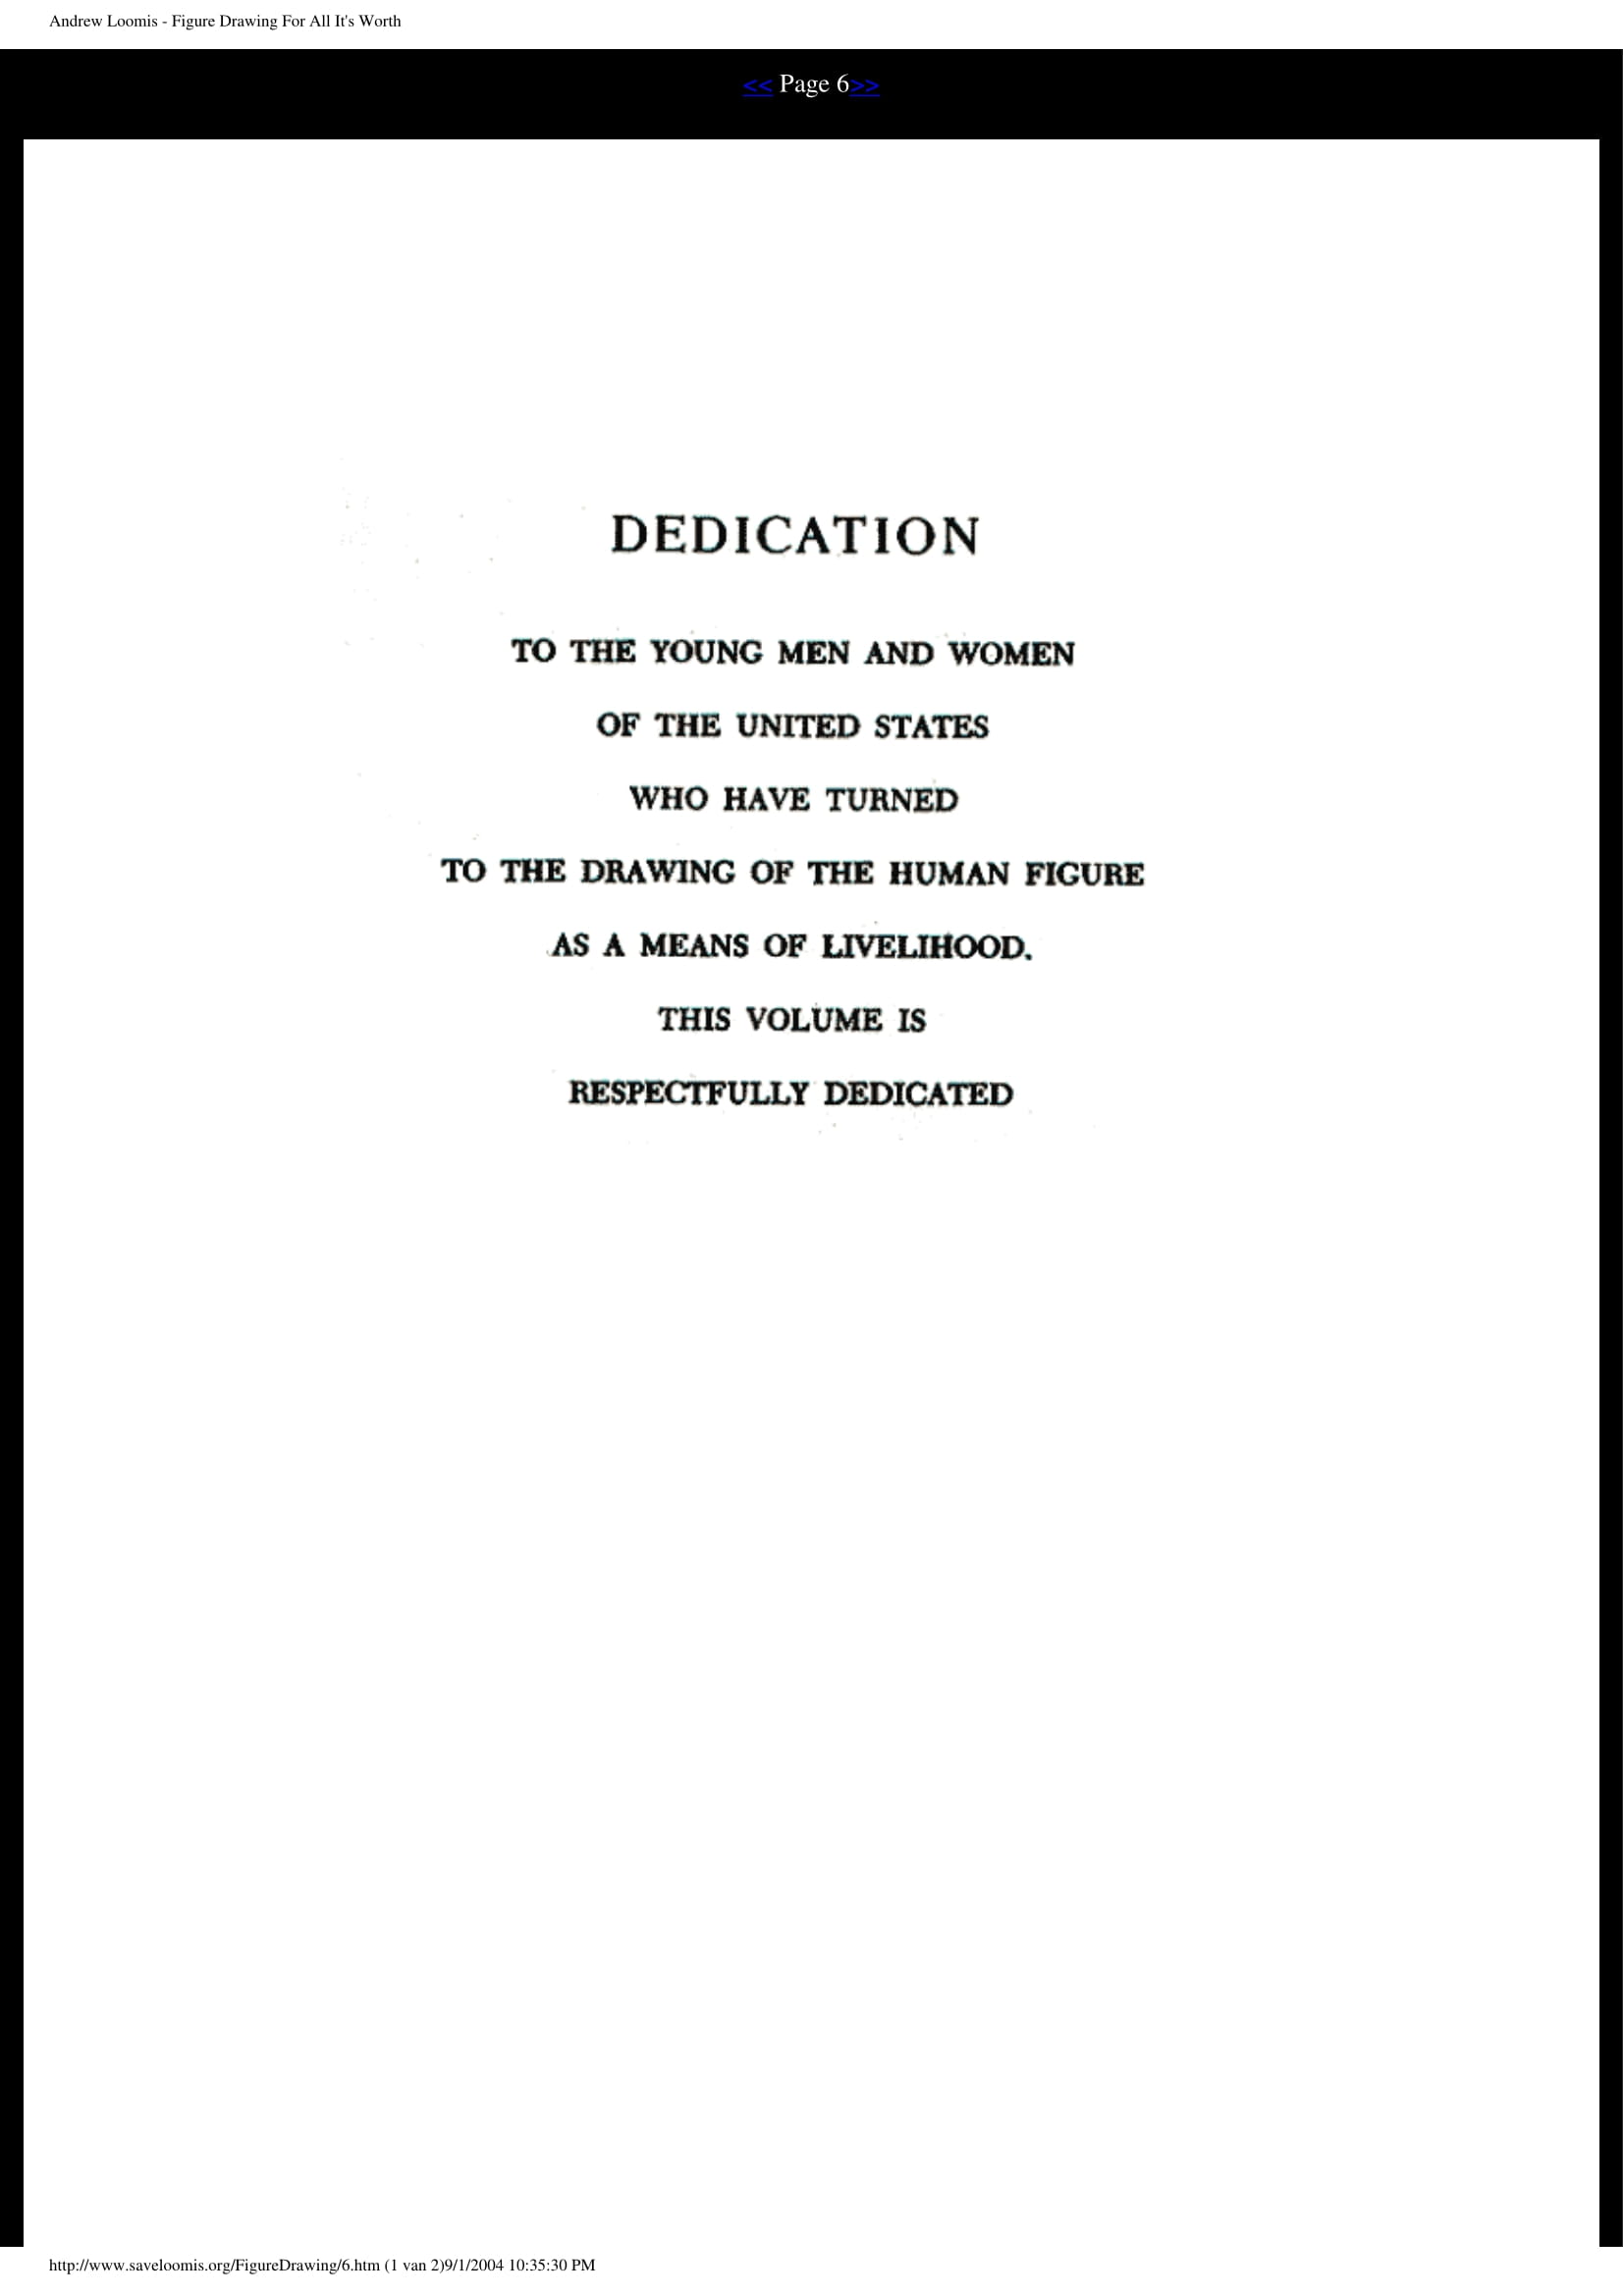 Andrew Loomis - Figure Drawing For All It's Worth
<< Page 6>>
DEDICATION
TO THE YOUNG MEN AND WOMEN
OF THE UNITED STATES
WHO HAVE TURNED
TO THE DRAWING OF THE HUMAN FIGURE
AS A MEANS OF LIVELIHOOD.
THIS VOLUME IS
RESPECTFULLY DEDICATED
http://www.saveloomis.org/FigureDrawing/6.htm (1 van 2)9/1/2004 10:35:30 PM